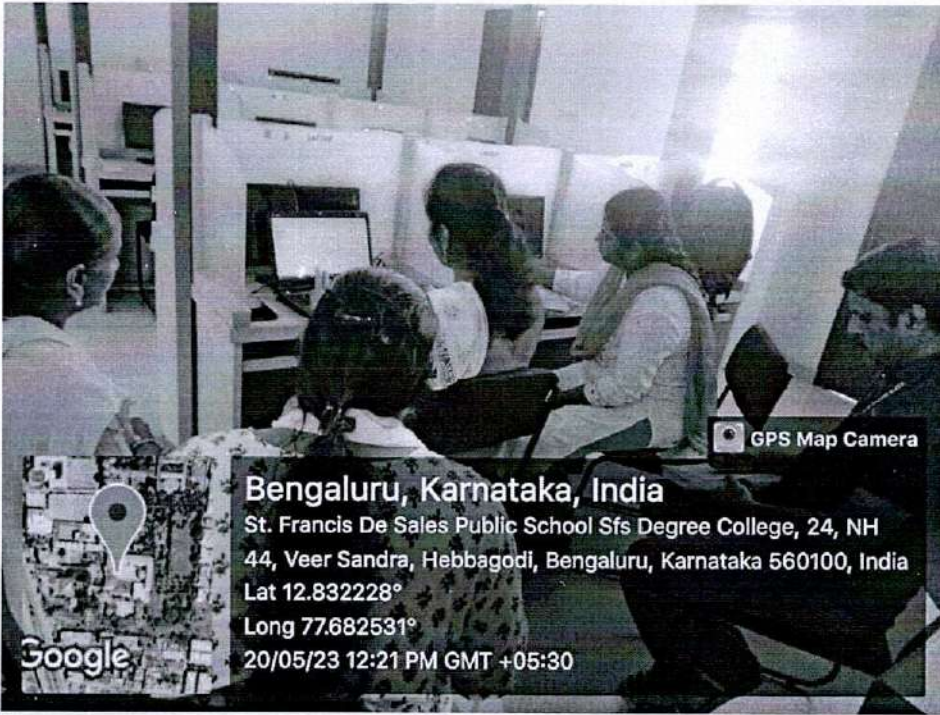 GPS Map Camera
Bengaluru, Karnataka, India
St. Francis De Sales Public School Sfs Degree College, 24, NH
44, Veer Sandra, Hebbagodi, Bengaluru, Karnataka 560100, India
Lat 12.832228°
Long 77.682531°
20/05/23 12:21 PM GMT +05:30
Google